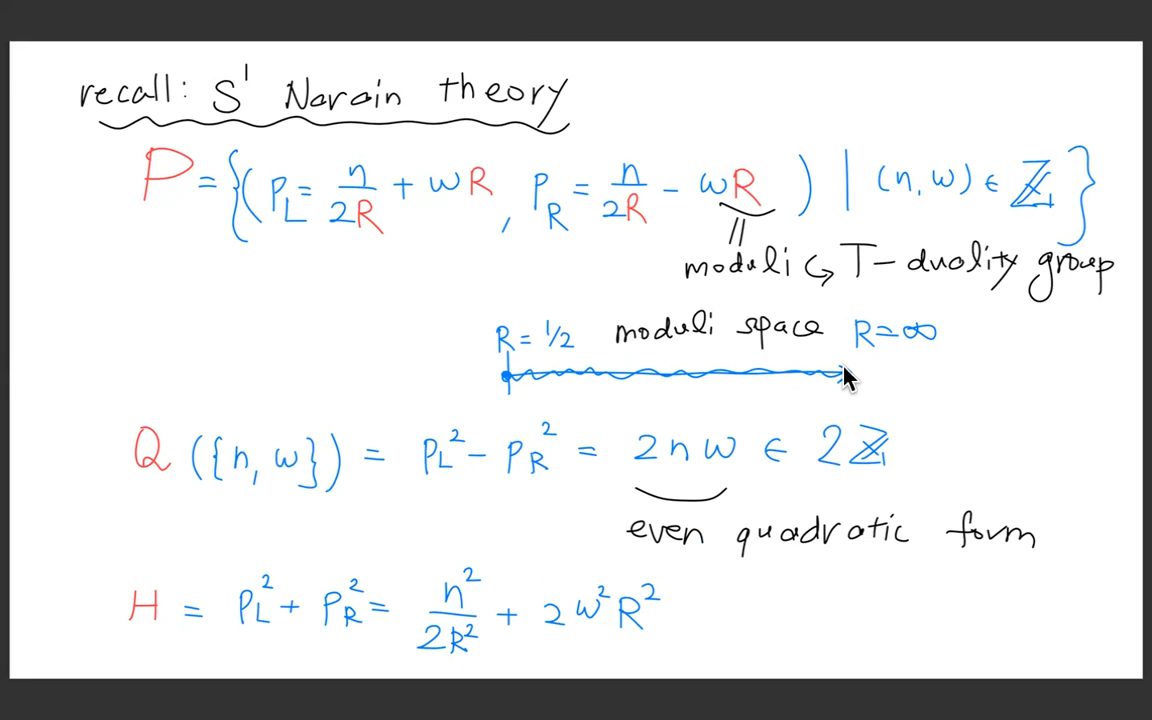 recall: S¹ Narain theory
P = {(P_L = n/2R + wR, P_R = n/2R - wR) | (n, w) ∈ ℤ}
||
moduli ↪ T-duality group
R = 1/2 moduli space R = ∞
Q ({n, w}) = P_L² - P_R² = 2nw ∈ 2ℤ
even quadratic form
H = P_L² + P_R² = n²/2R² + 2w²R²